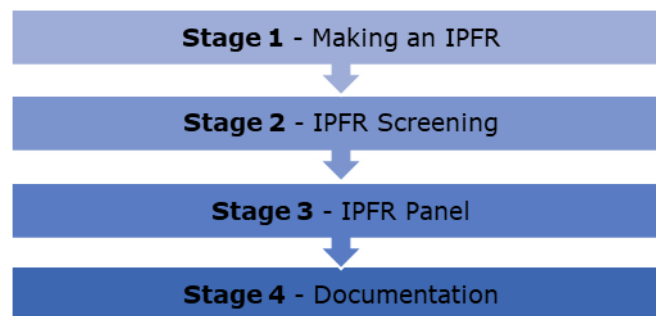 Stage 1 - Making an IPFR
Stage 2 - IPFR Screening
Stage 3 - IPFR Panel
Stage 4 - Documentation